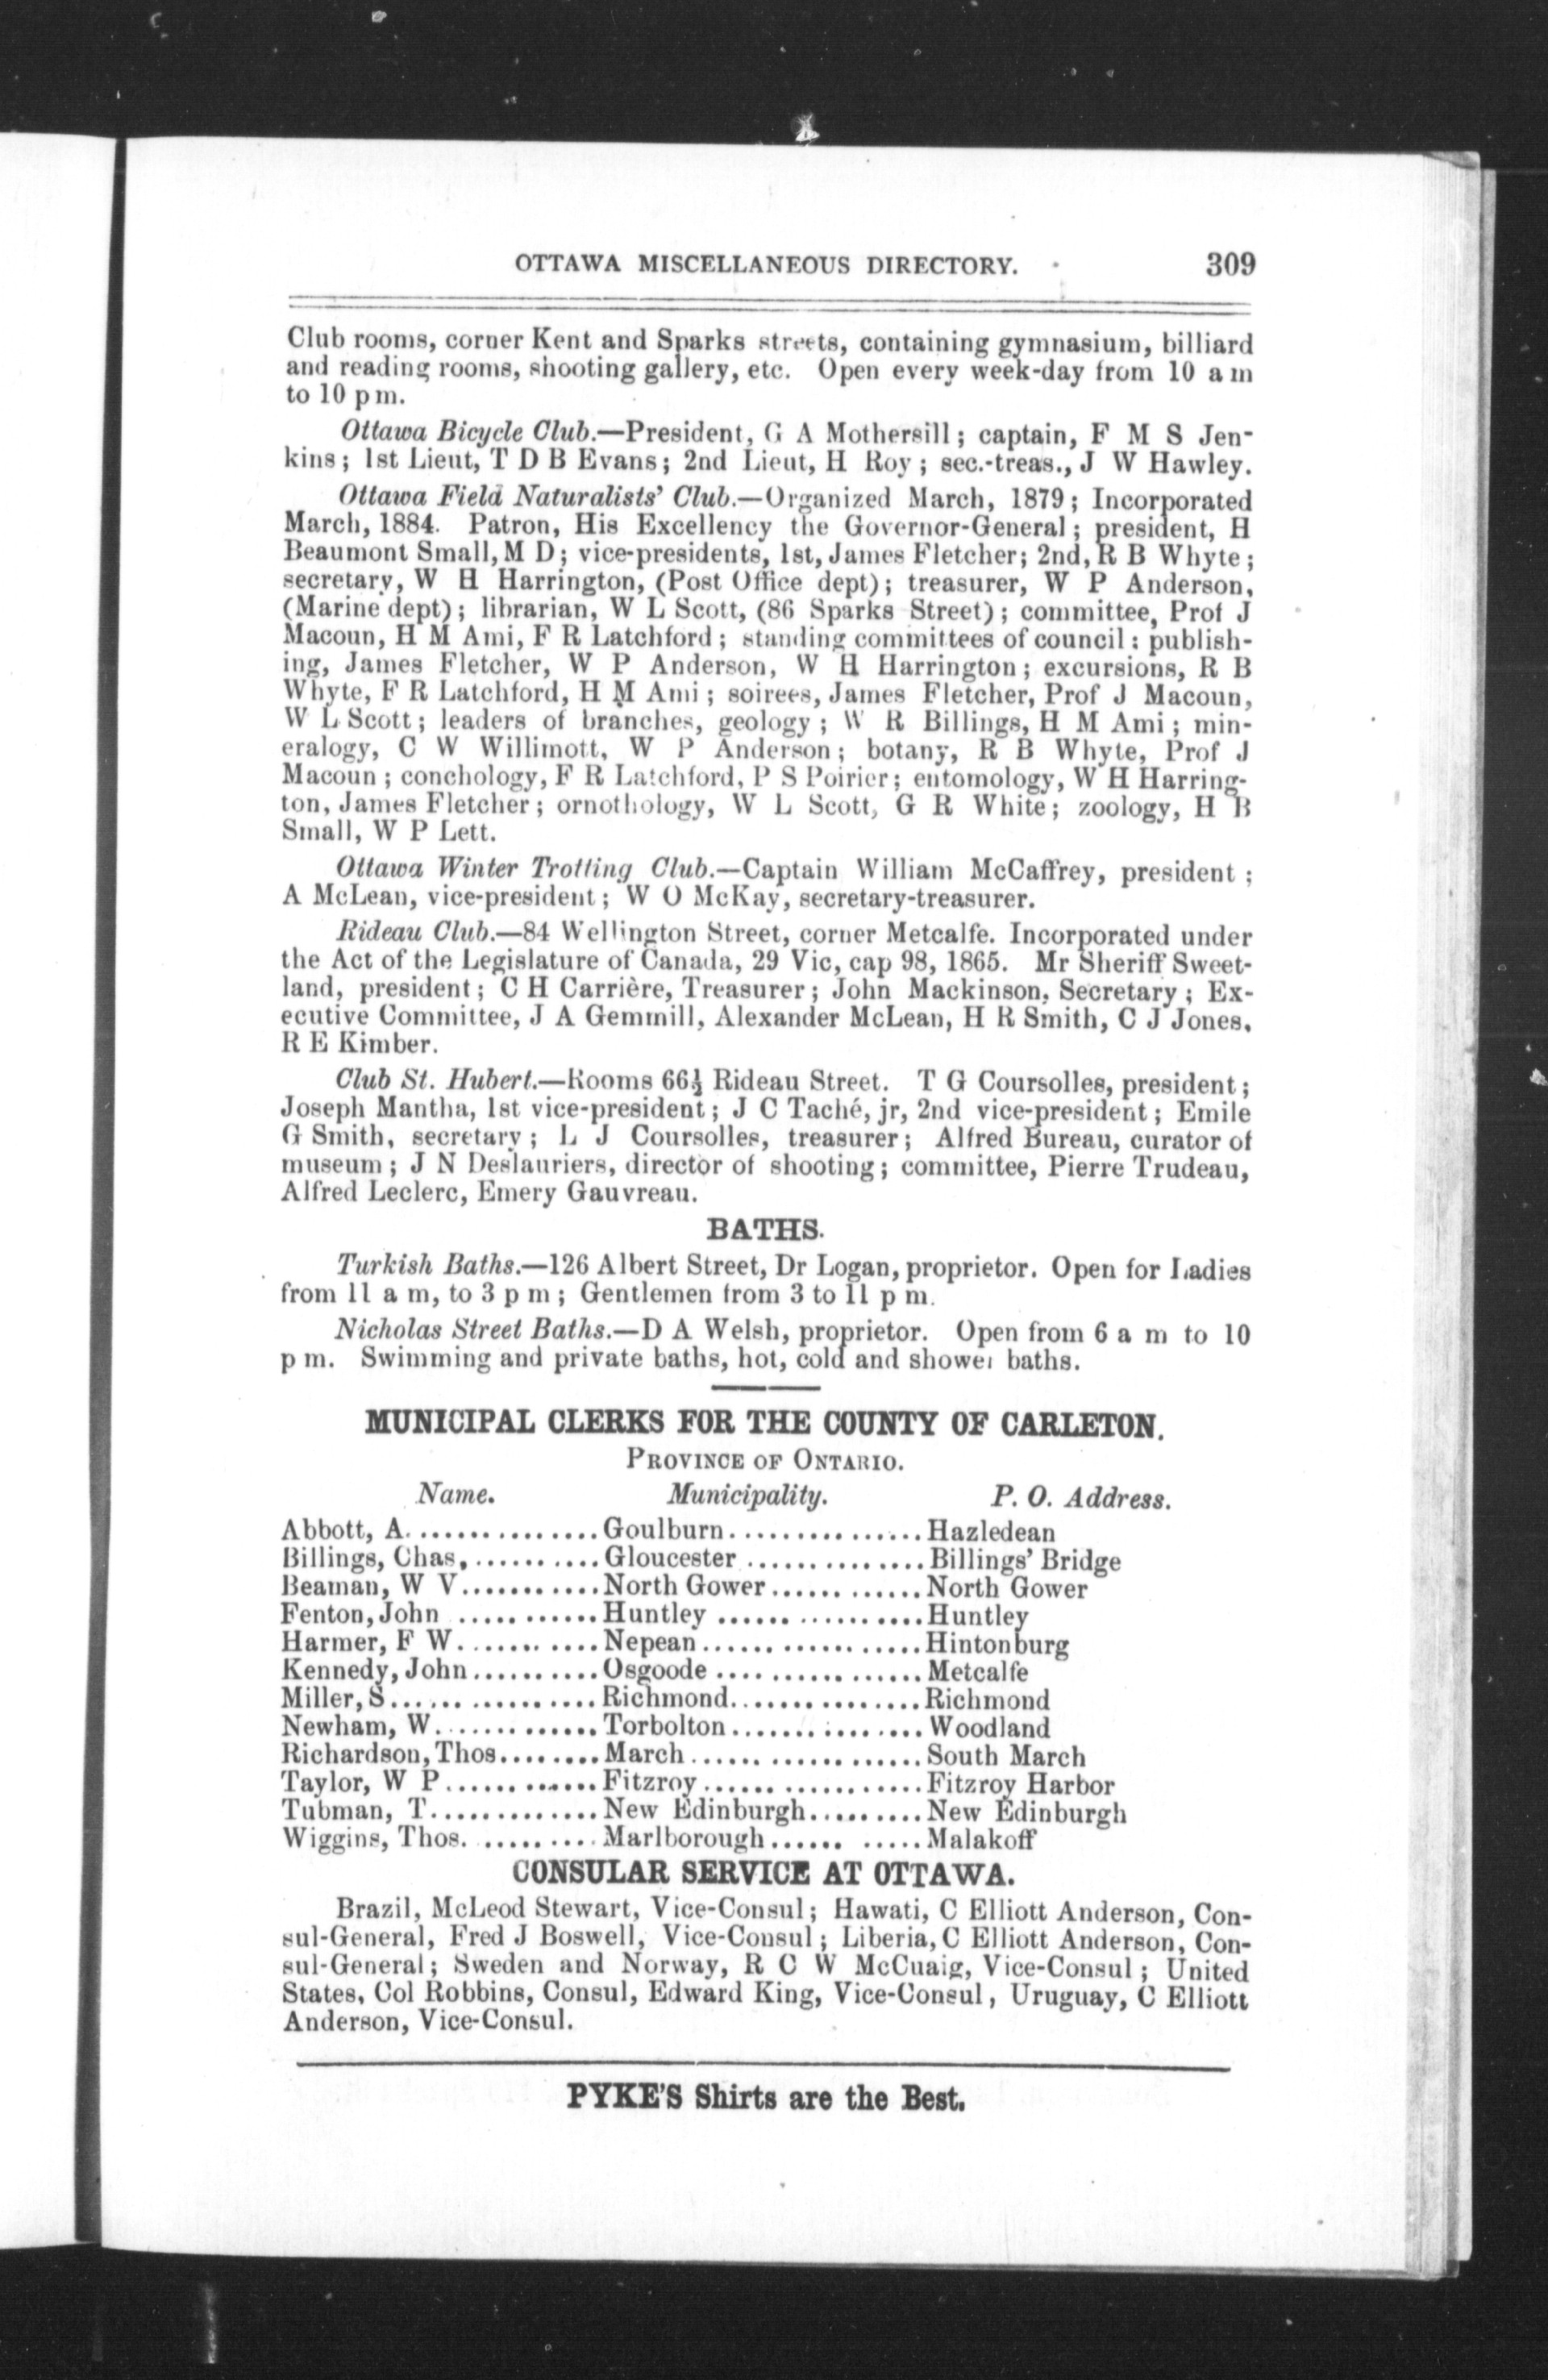 OTTAWA MISCELLANEOUS DIRECTORY. 309
Club rooms, corner Kent and Sparks streets, containing gymnasium, billiard
and reading rooms, shooting gallery, etc. Open every week-day from 10 a m
to 10 p m.
Ottawa Bicycle Club.—President, G A Mothersill; captain, F M S Jen-
kins; 1st Lieut, T D B Evans; 2nd Lieut, H Roy; sec.-treas., J W Hawley.
Ottawa Field Naturalists' Club.—Organized March, 1879; Incorporated
March, 1884. Patron, His Excellency the Governor-General; president, H
Beaumont Small, M D; vice-presidents, 1st, James Fletcher; 2nd, R B Whyte;
secretary, W H Harrington, (Post Office dept); treasurer, W P Anderson,
(Marine dept); librarian, W L Scott, (86 Sparks Street); committee, Prof J
Macoun, H M Ami, F R Latchford; standing committees of council: publish-
ing, James Fletcher, W P Anderson, W H Harrington; excursions, R B
Whyte, F R Latchford, H M Ami; soirees, James Fletcher, Prof J Macoun,
W L Scott; leaders of branches, geology; W R Billings, H M Ami; min-
eralogy, C W Willimott, W P Anderson; botany, R B Whyte, Prof J
Macoun; conchology, F R Latchford, P S Poirier; entomology, W H Harring-
ton, James Fletcher; ornothology, W L Scott, G R White; zoology, H B
Small, W P Lett.
Ottawa Winter Trotting Club.—Captain William McCaffrey, president;
A McLean, vice-president; W O McKay, secretary-treasurer.
Rideau Club.—84 Wellington Street, corner Metcalfe. Incorporated under
the Act of the Legislature of Canada, 29 Vic, cap 98, 1865. Mr Sheriff Sweet-
land, president; C H Carrière, Treasurer; John Mackinson, Secretary; Ex-
ecutive Committee, J A Gemmill, Alexander McLean, H R Smith, C J Jones,
R E Kimber.
Club St. Hubert.—Rooms 66½ Rideau Street. T G Coursolles, president;
Joseph Mantha, 1st vice-president; J C Taché, jr, 2nd vice-president; Emile
G Smith, secretary; L J Coursolles, treasurer; Alfred Bureau, curator of
museum; J N Deslauriers, director of shooting; committee, Pierre Trudeau,
Alfred Leclerc, Emery Gauvreau.
BATHS.
Turkish Baths.—126 Albert Street, Dr Logan, proprietor. Open for Ladies
from 11 a m, to 3 p m; Gentlemen from 3 to 11 p m.
Nicholas Street Baths.—D A Welsh, proprietor. Open from 6 a m to 10
p m. Swimming and private baths, hot, cold and shower baths.
MUNICIPAL CLERKS FOR THE COUNTY OF CARLETON.
PROVINCE OF ONTARIO.
Name. Municipality. P. O. Address.
Abbott, A...............Goulburn................Hazledean
Billings, Chas,..........Gloucester...............Billings' Bridge
Beaman, W V...........North Gower............North Gower
Fenton, John...........Huntley.................Huntley
Harmer, F W...........Nepean..................Hintonburg
Kennedy, John..........Osgoode................Metcalfe
Miller, S.................Richmond...............Richmond
Newham, W.............Torbolton...............Woodland
Richardson, Thos........March...................South March
Taylor, W P............Fitzroy..................Fitzroy Harbor
Tubman, T.............New Edinburgh.........New Edinburgh
Wiggins, Thos...........Marlborough...........Malakoff
CONSULAR SERVICE AT OTTAWA.
Brazil, McLeod Stewart, Vice-Consul; Hawati, C Elliott Anderson, Con-
sul-General, Fred J Boswell, Vice-Consul; Liberia, C Elliott Anderson, Con-
sul-General; Sweden and Norway, R C W McCuaig, Vice-Consul; United
States, Col Robbins, Consul, Edward King, Vice-Consul, Uruguay, C Elliott
Anderson, Vice-Consul.
PYKE'S Shirts are the Best.